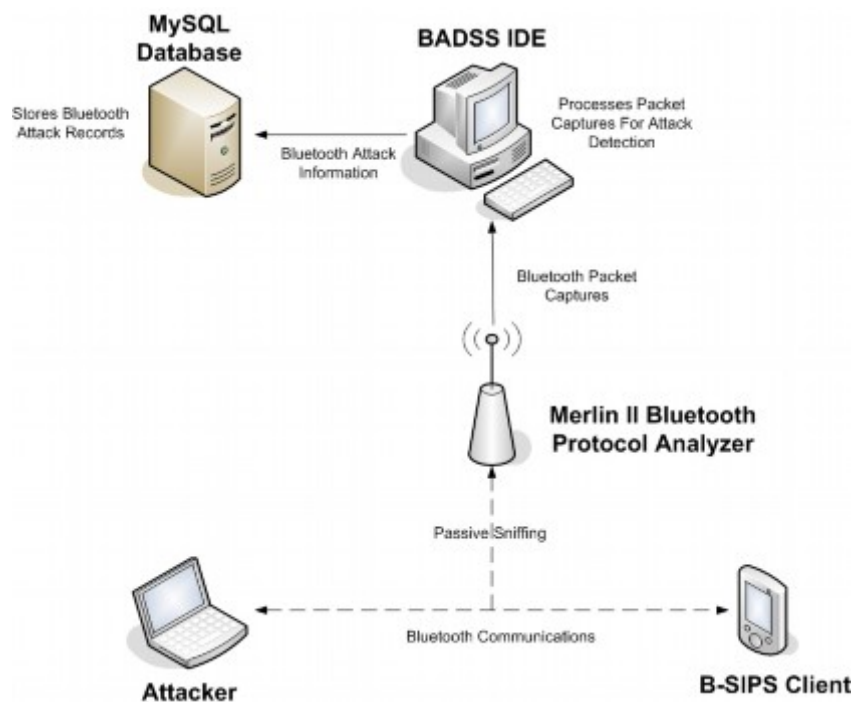 MySQL
Database
BADSS IDE
Stores Bluetooth
Attack Records
Processes Packet
Captures For Attack
Detection
Bluetooth Attack
Information
Bluetooth Packet
Captures
Merlin II Bluetooth
Protocol Analyzer
Passive Sniffing
Bluetooth Communications
Attacker
B-SIPS Client